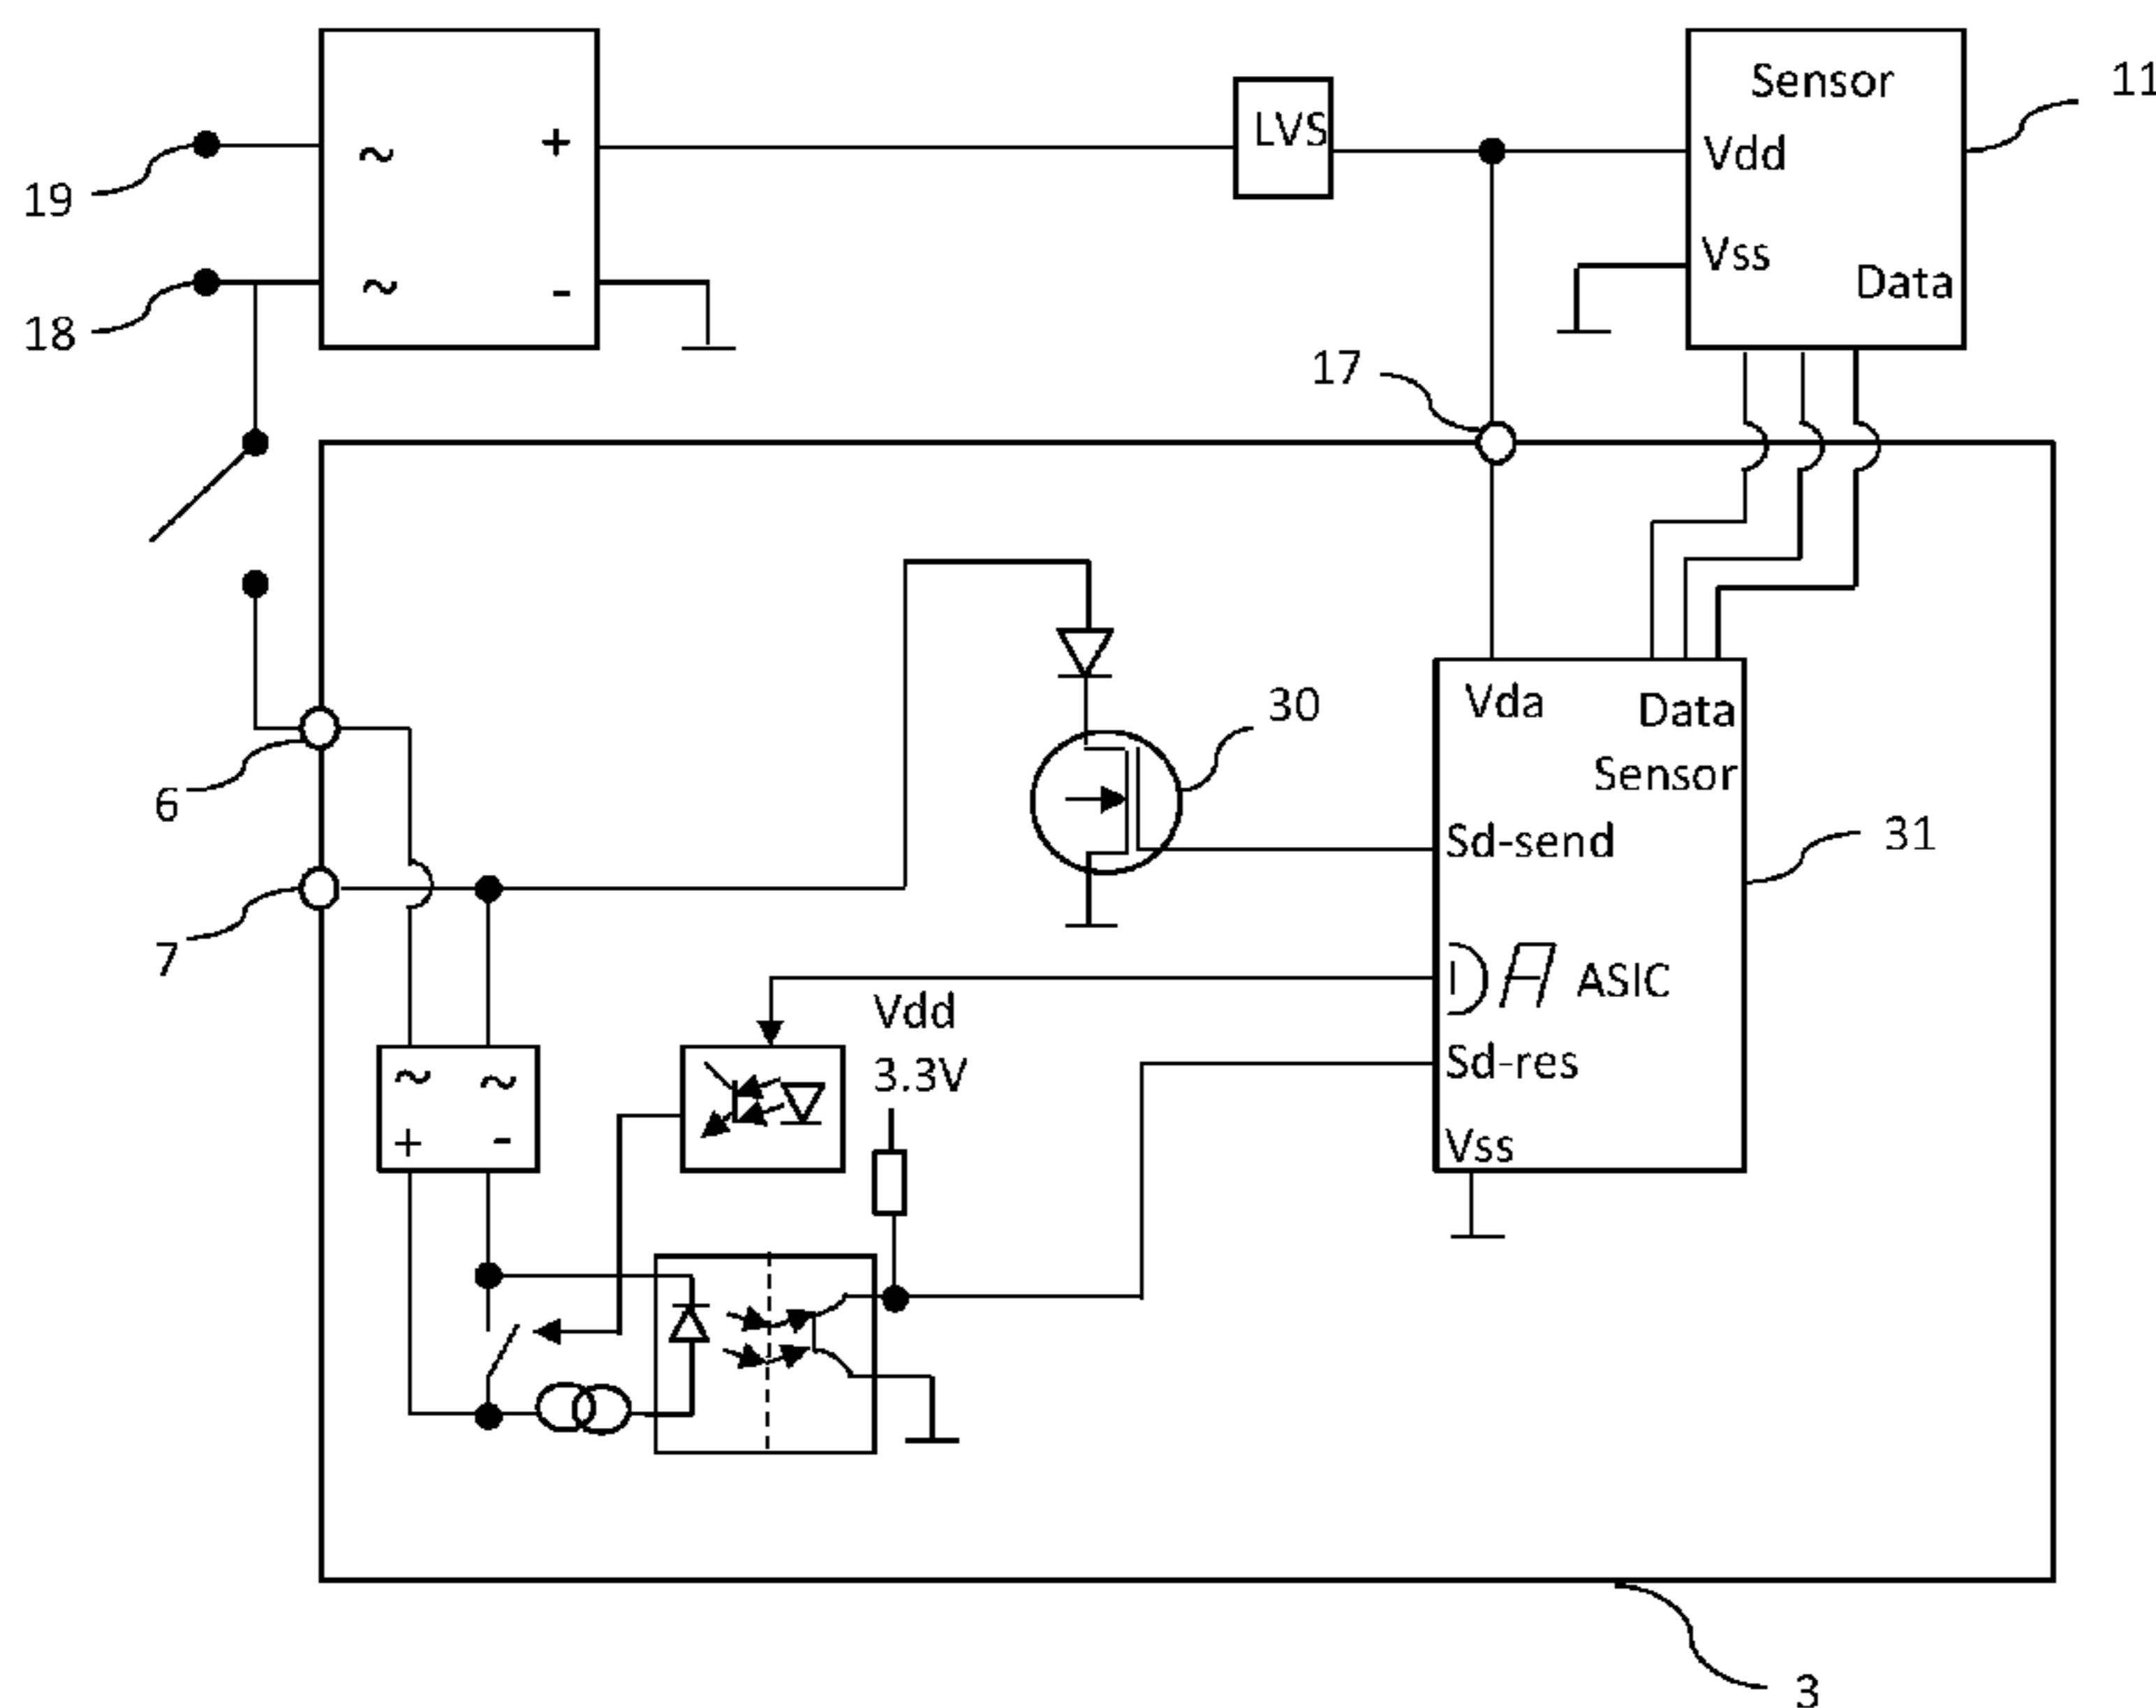 Sensor
11
LVS
~ +
Vdd
19
~ -
Vss
Data
18
17
Vda Data
30
Sensor
6
Sd-send
31
7
DA ASIC
Vdd
3.3V
Sd-res
~ ~
+ -
Vss
3